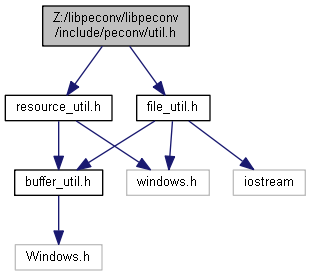 Z:/libpeconv/libpeconv
/include/peconv/util.h
resource_util.h
file_util.h
buffer_util.h
windows.h
iostream
Windows.h